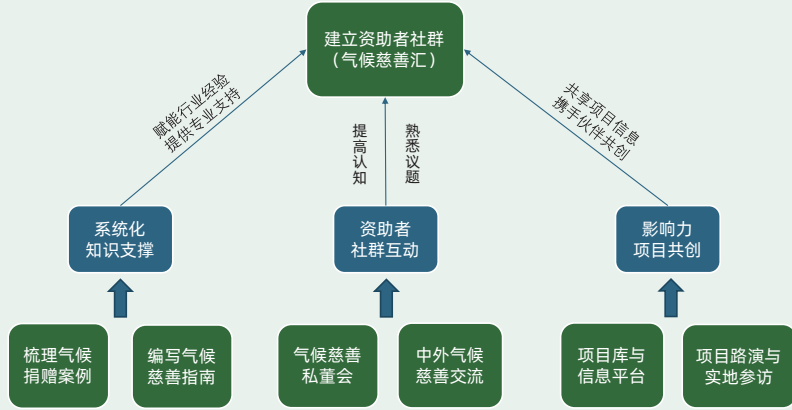 建立资助者社群
（气候慈善汇）
赋能行业经验
提供专业支持
提高认知
熟悉议题
共享项目信息
携手伙伴共创
系统化
知识支撑
资助者
社群互动
影响力
项目共创
梳理气候
捐赠案例
编写气候
慈善指南
气候慈善
私董会
中外气候
慈善交流
项目库与
信息平台
项目路演与
实地参访